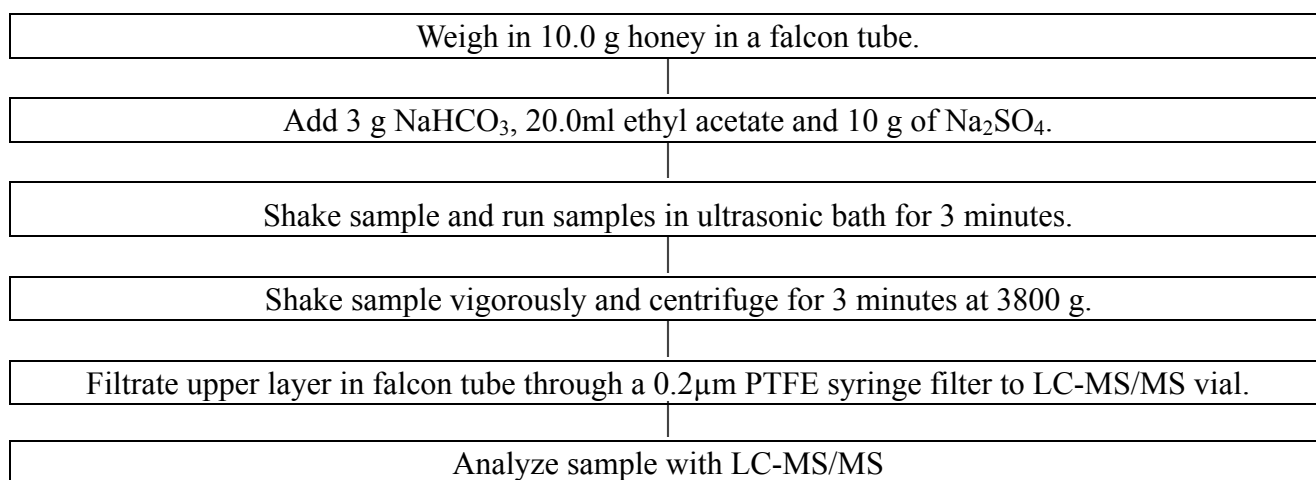 Weigh in 10.0 g honey in a falcon tube.
Add 3 g NaHCO₃, 20.0ml ethyl acetate and 10 g of Na₂SO₄.
Shake sample and run samples in ultrasonic bath for 3 minutes.
Shake sample vigorously and centrifuge for 3 minutes at 3800 g.
Filtrate upper layer in falcon tube through a 0.2µm PTFE syringe filter to LC-MS/MS vial.
Analyze sample with LC-MS/MS